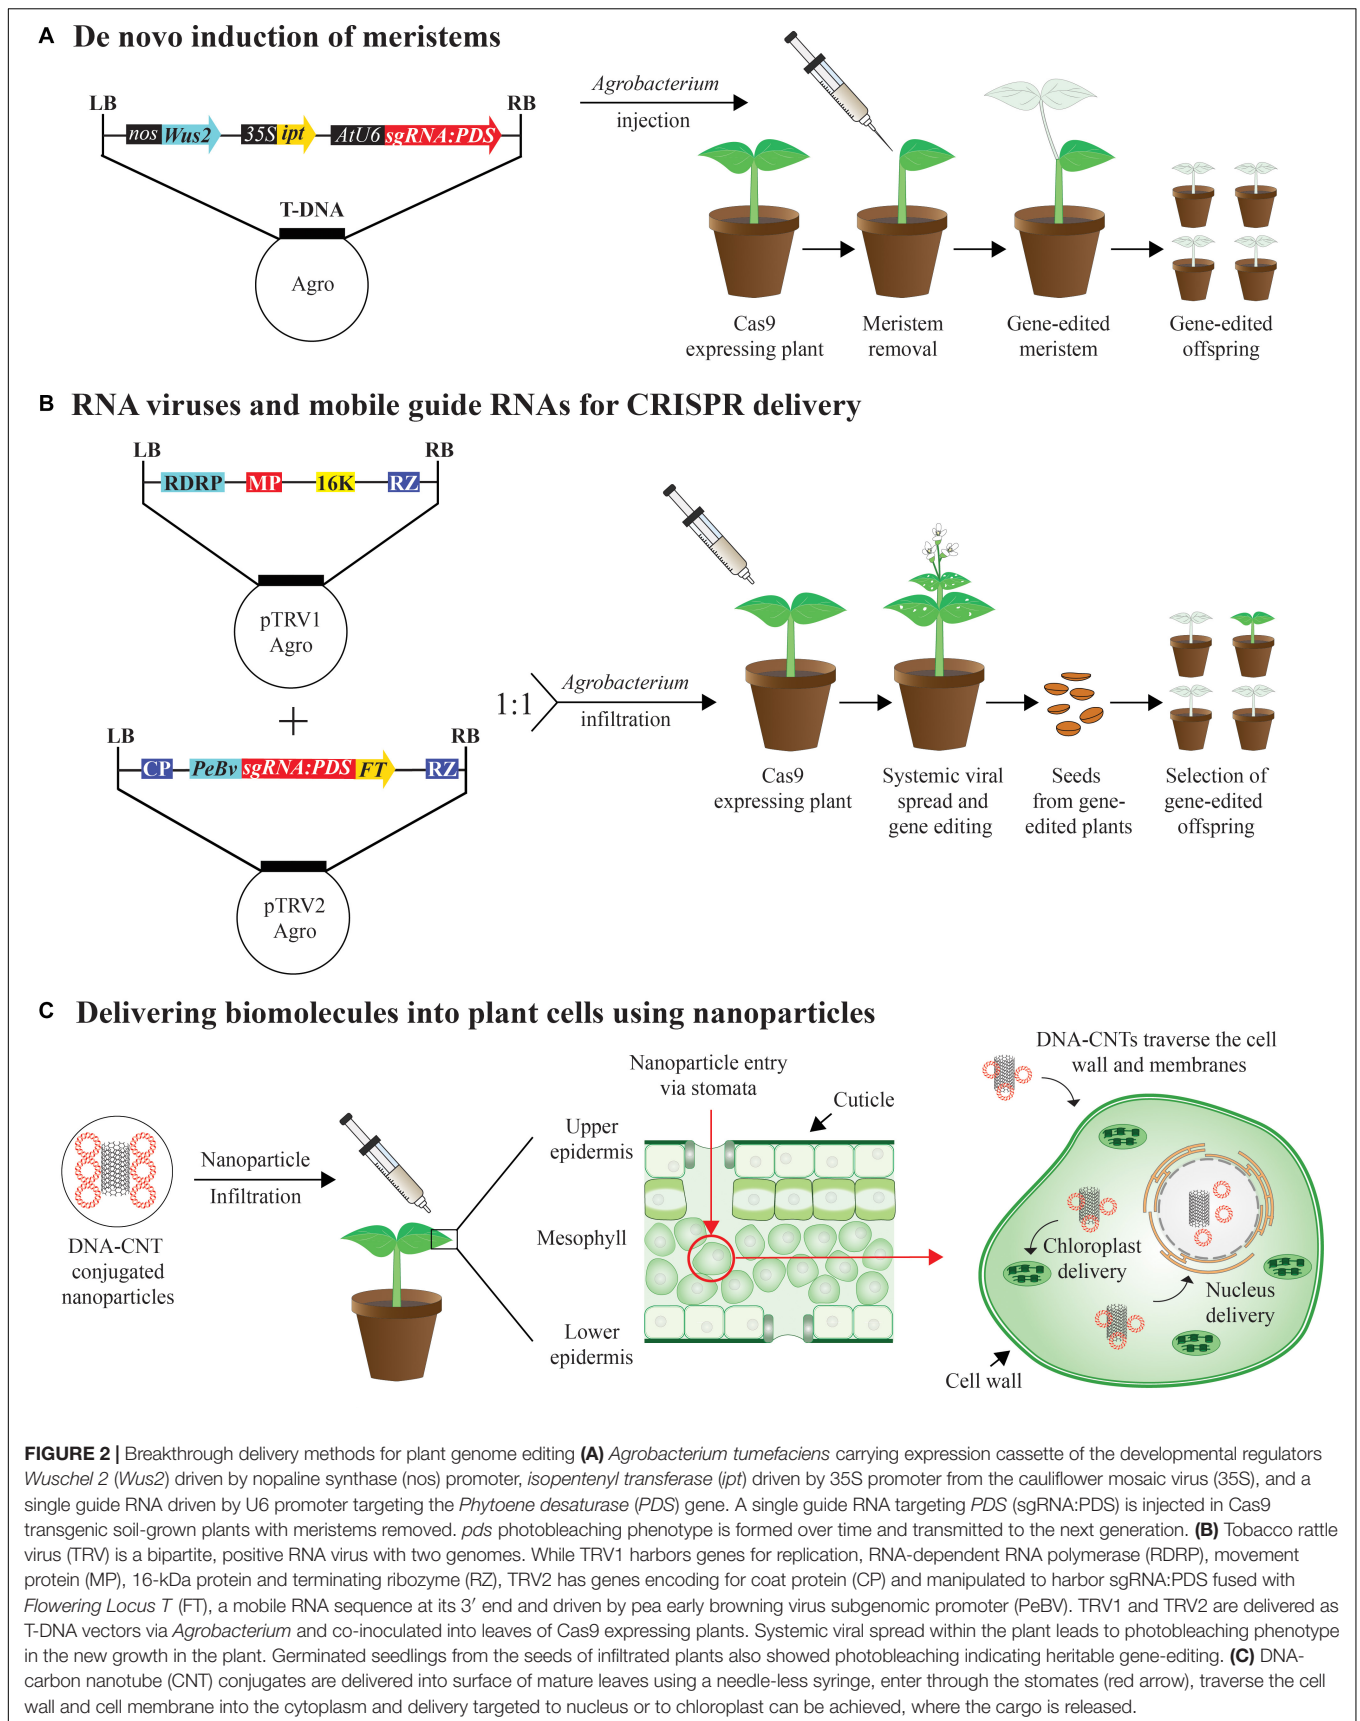 A De novo induction of meristems
LB
RB
nos Wus2 35S ipt AtU6 sgRNA:PDS
T-DNA
Agro
Agrobacterium
injection
Cas9
expressing plant
Meristem
removal
Gene-edited
meristem
Gene-edited
offspring
B RNA viruses and mobile guide RNAs for CRISPR delivery
LB
RB
RDRP MP 16K RZ
pTRV1
Agro
+
LB
RB
CP PeBv sgRNA:PDS FT RZ
pTRV2
Agro
1:1
Agrobacterium
infiltration
Cas9
expressing plant
Systemic viral
spread and
gene editing
Seeds
from gene-
edited plants
Selection of
gene-edited
offspring
C Delivering biomolecules into plant cells using nanoparticles
DNA-CNT
conjugated
nanoparticles
Nanoparticle
Infiltration
Upper
epidermis
Mesophyll
Lower
epidermis
Nanoparticle entry
via stomata
Cuticle
DNA-CNTs traverse the cell
wall and membranes
Chloroplast
delivery
Nucleus
delivery
Cell wall
FIGURE 2 | Breakthrough delivery methods for plant genome editing (A) Agrobacterium tumefaciens carrying expression cassette of the developmental regulators
Wuschel 2 (Wus2) driven by nopaline synthase (nos) promoter, isopentenyl transferase (ipt) driven by 35S promoter from the cauliflower mosaic virus (35S), and a
single guide RNA driven by U6 promoter targeting the Phytoene desaturase (PDS) gene. A single guide RNA targeting PDS (sgRNA:PDS) is injected in Cas9
transgenic soil-grown plants with meristems removed. pds photobleaching phenotype is formed over time and transmitted to the next generation. (B) Tobacco rattle
virus (TRV) is a bipartite, positive RNA virus with two genomes. While TRV1 harbors genes for replication, RNA-dependent RNA polymerase (RDRP), movement
protein (MP), 16-kDa protein and terminating ribozyme (RZ), TRV2 has genes encoding for coat protein (CP) and manipulated to harbor sgRNA:PDS fused with
Flowering Locus T (FT), a mobile RNA sequence at its 3′ end and driven by pea early browning virus subgenomic promoter (PeBV). TRV1 and TRV2 are delivered as
T-DNA vectors via Agrobacterium and co-inoculated into leaves of Cas9 expressing plants. Systemic viral spread within the plant leads to photobleaching phenotype
in the new growth in the plant. Germinated seedlings from the seeds of infiltrated plants also showed photobleaching indicating heritable gene-editing. (C) DNA-
carbon nanotube (CNT) conjugates are delivered into surface of mature leaves using a needle-less syringe, enter through the stomates (red arrow), traverse the cell
wall and cell membrane into the cytoplasm and delivery targeted to nucleus or to chloroplast can be achieved, where the cargo is released.